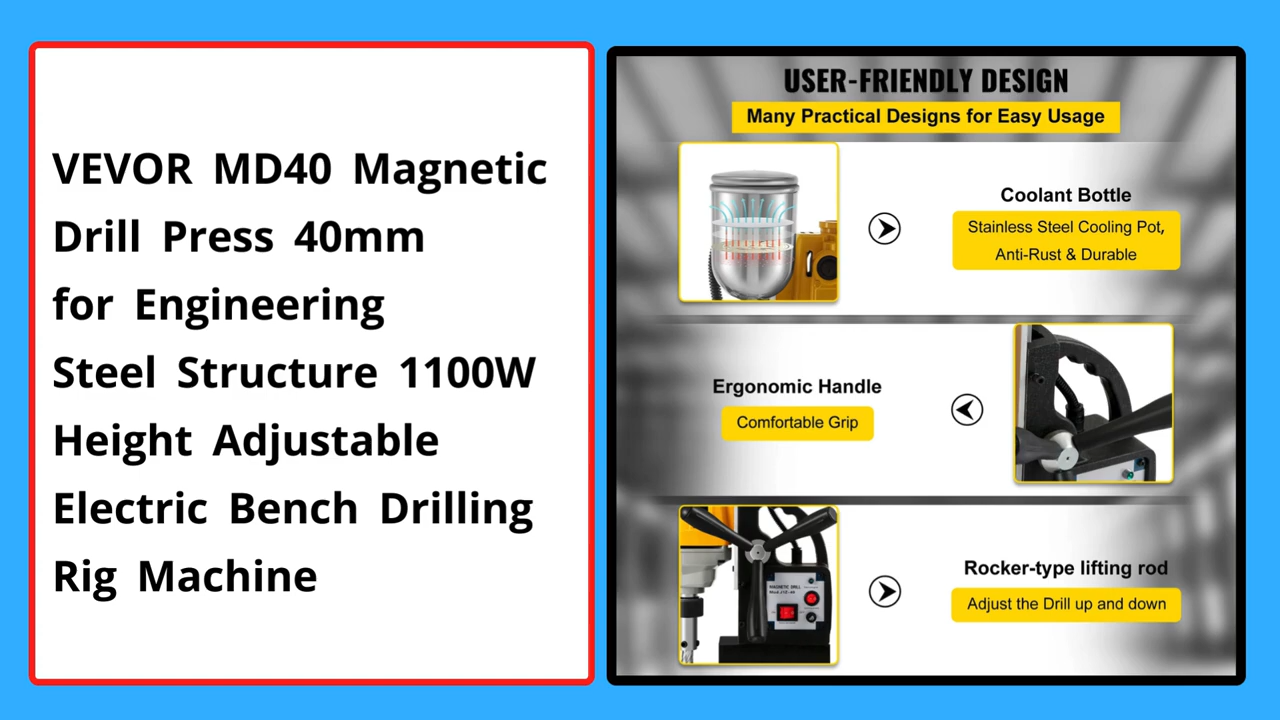 VEVOR MD40 Magnetic
Drill Press 40mm
for Engineering
Steel Structure 1100W
Height Adjustable
Electric Bench Drilling
Rig Machine
USER-FRIENDLY DESIGN
Many Practical Designs for Easy Usage
Coolant Bottle
Stainless Steel Cooling Pot,
Anti-Rust & Durable
Ergonomic Handle
Comfortable Grip
Rocker-type lifting rod
Adjust the Drill up and down
MAGNETIC DRILL